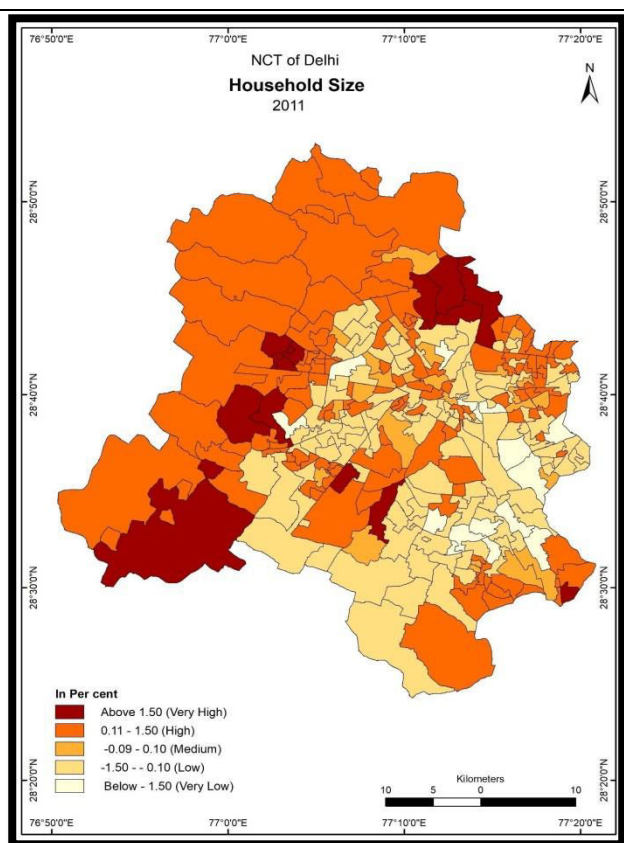 76°50'0"E 77°0'0"E 77°10'0"E 77°20'0"E
NCT of Delhi
Household Size
2011
N
28°50'0"N 28°50'0"N
28°40'0"N 28°40'0"N
28°30'0"N 28°30'0"N
28°20'0"N 28°20'0"N
In Per cent
Above 1.50 (Very High)
0.11 - 1.50 (High)
-0.09 - 0.10 (Medium)
-1.50 - - 0.10 (Low)
Below - 1.50 (Very Low)
Kilometers
10 5 0 10
76°50'0"E 77°0'0"E 77°10'0"E 77°20'0"E